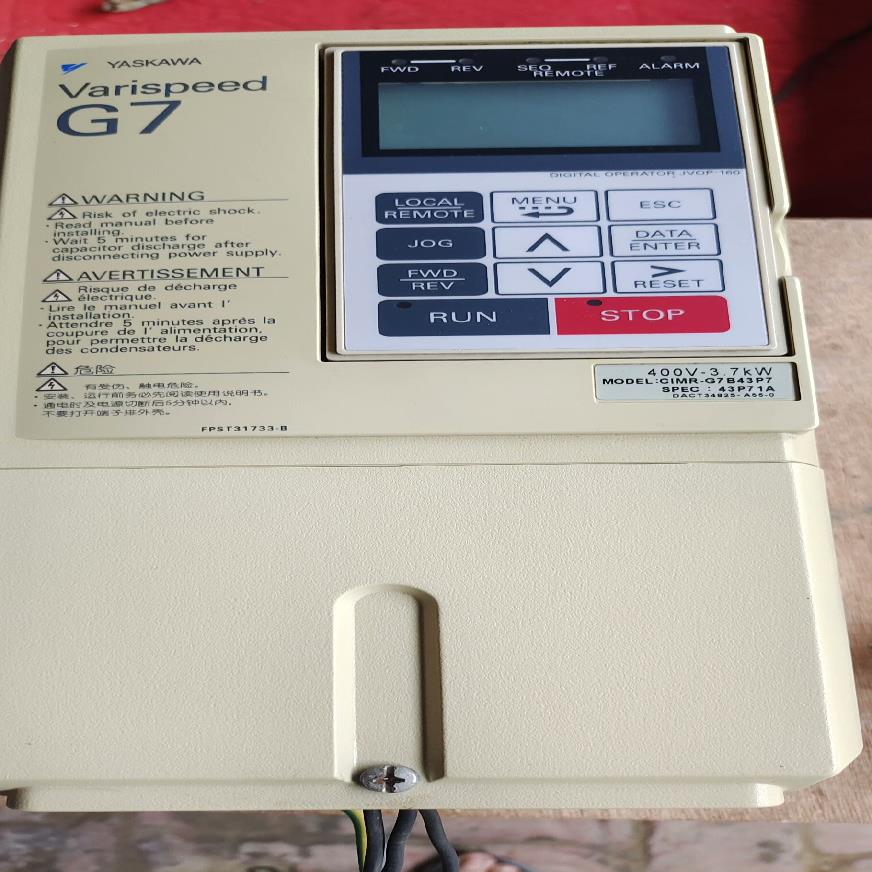 YASKAWA
Varispeed
G7
WARNING
Risk of electric shock.
· Read manual before
installing.
· Wait 5 minutes for
capacitor discharge after
disconnecting power supply.
AVERTISSEMENT
Risque de décharge
électrique.
· Lire le manuel avant l'
installation.
· Attendre 5 minutes après la
coupure de l' alimentation,
pour permettre la décharge
des condensateurs.
危险
有受伤、触电危险。
· 安装、运行前务必先阅读使用说明书。
· 通电时及电源切断后5分钟以内,
不要打开端子排外壳。
FPST31733-B
FWD REV SEQ REF ALARM
REMOTE
DIGITAL OPERATOR JVOP-160
LOCAL
REMOTE
MENU
ESC
JOG
DATA
ENTER
FWD
REV
>
RESET
RUN
STOP
400V-3.7kW
MODEL:CIMR-G7B43P7
SPEC : 43P71A
DACT34825-A55-0